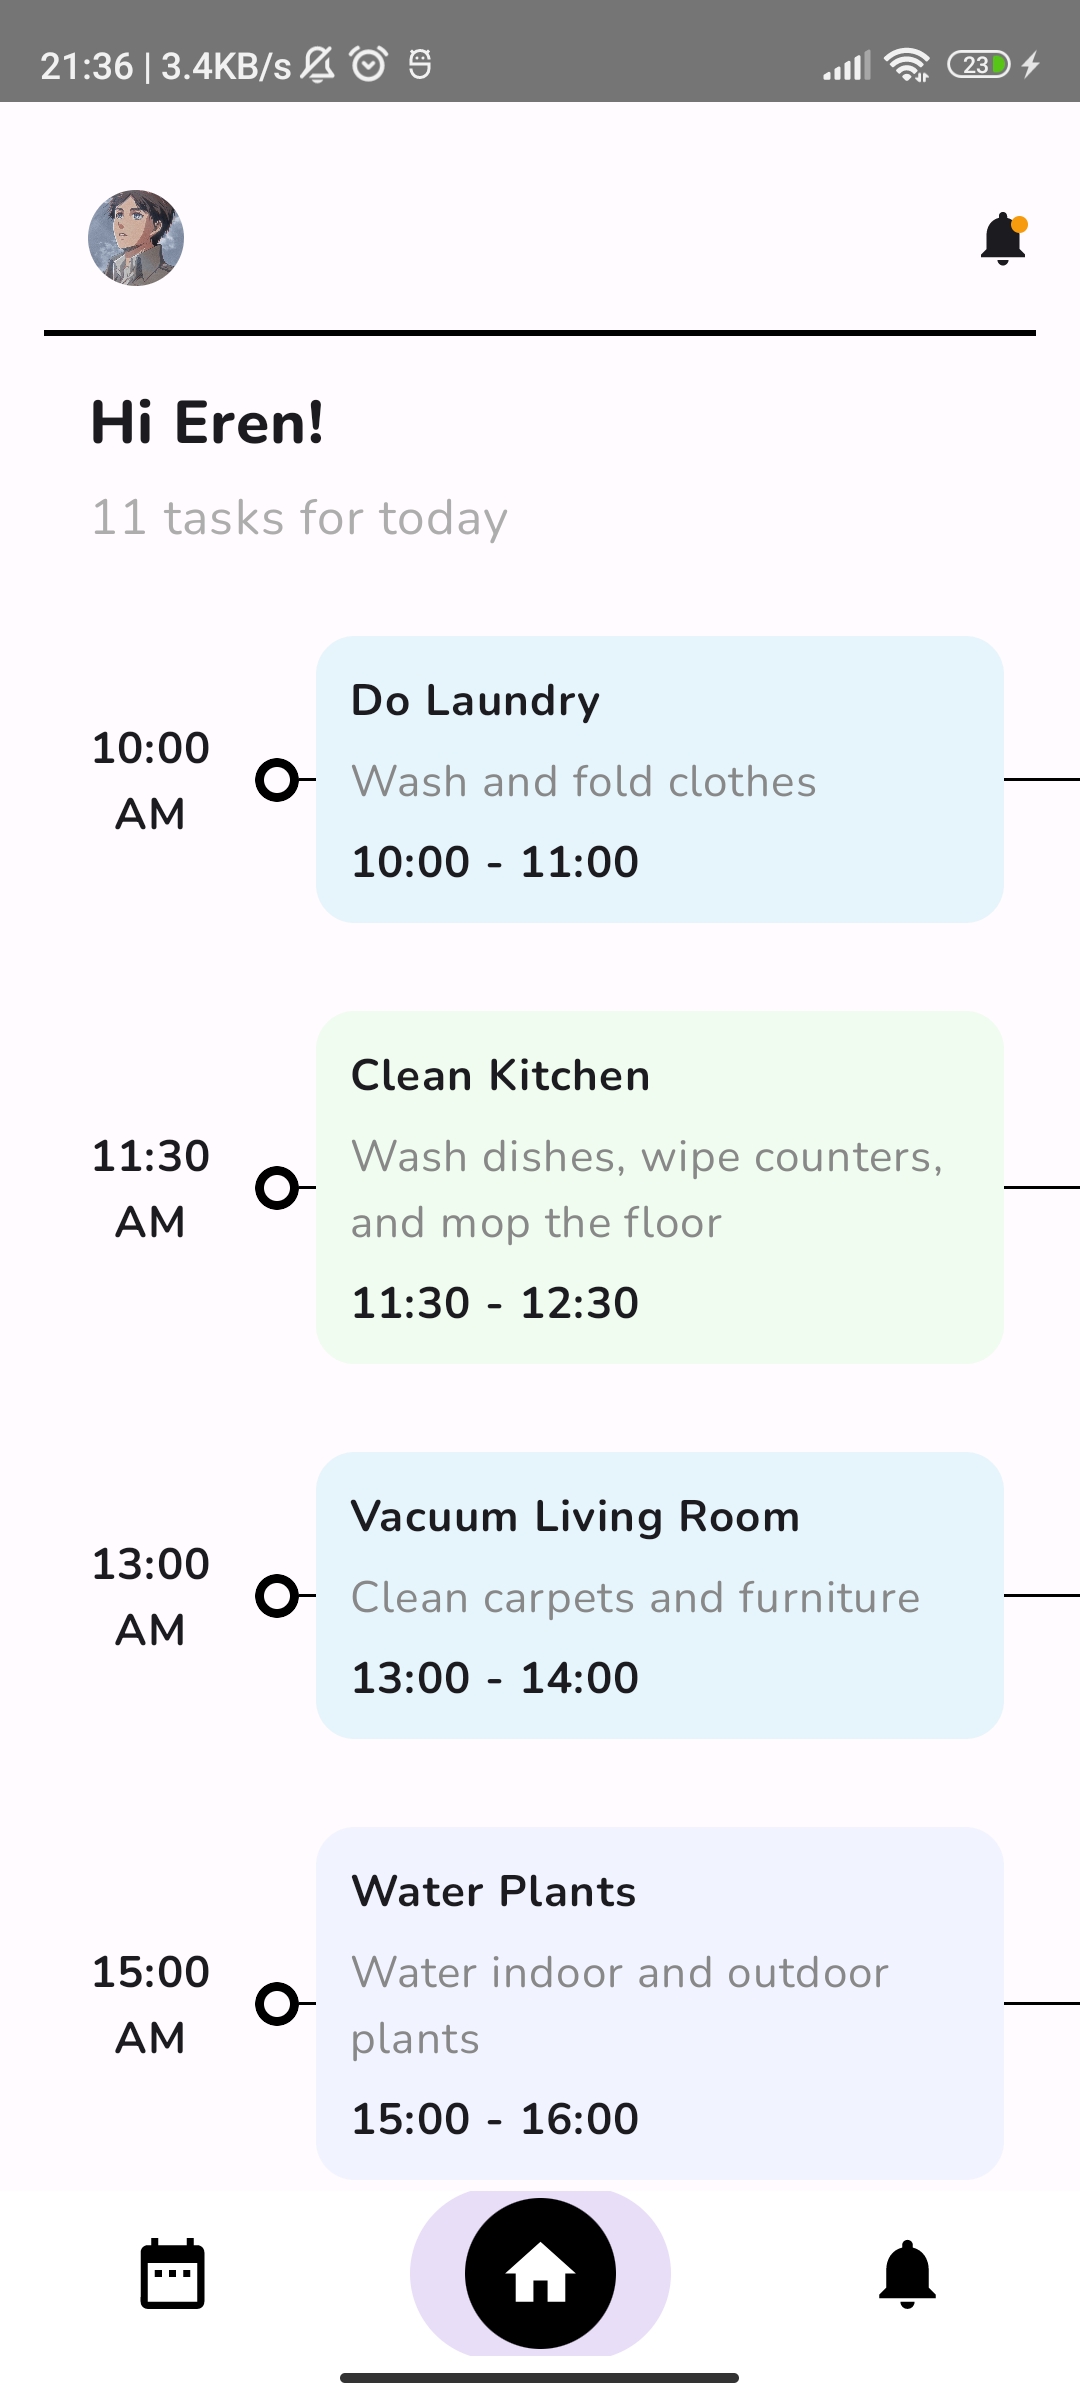 21:36 | 3.4KB/s
23
Hi Eren!
11 tasks for today
10:00
AM
Do Laundry
Wash and fold clothes
10:00 - 11:00
11:30
AM
Clean Kitchen
Wash dishes, wipe counters,
and mop the floor
11:30 - 12:30
13:00
AM
Vacuum Living Room
Clean carpets and furniture
13:00 - 14:00
15:00
AM
Water Plants
Water indoor and outdoor
plants
15:00 - 16:00